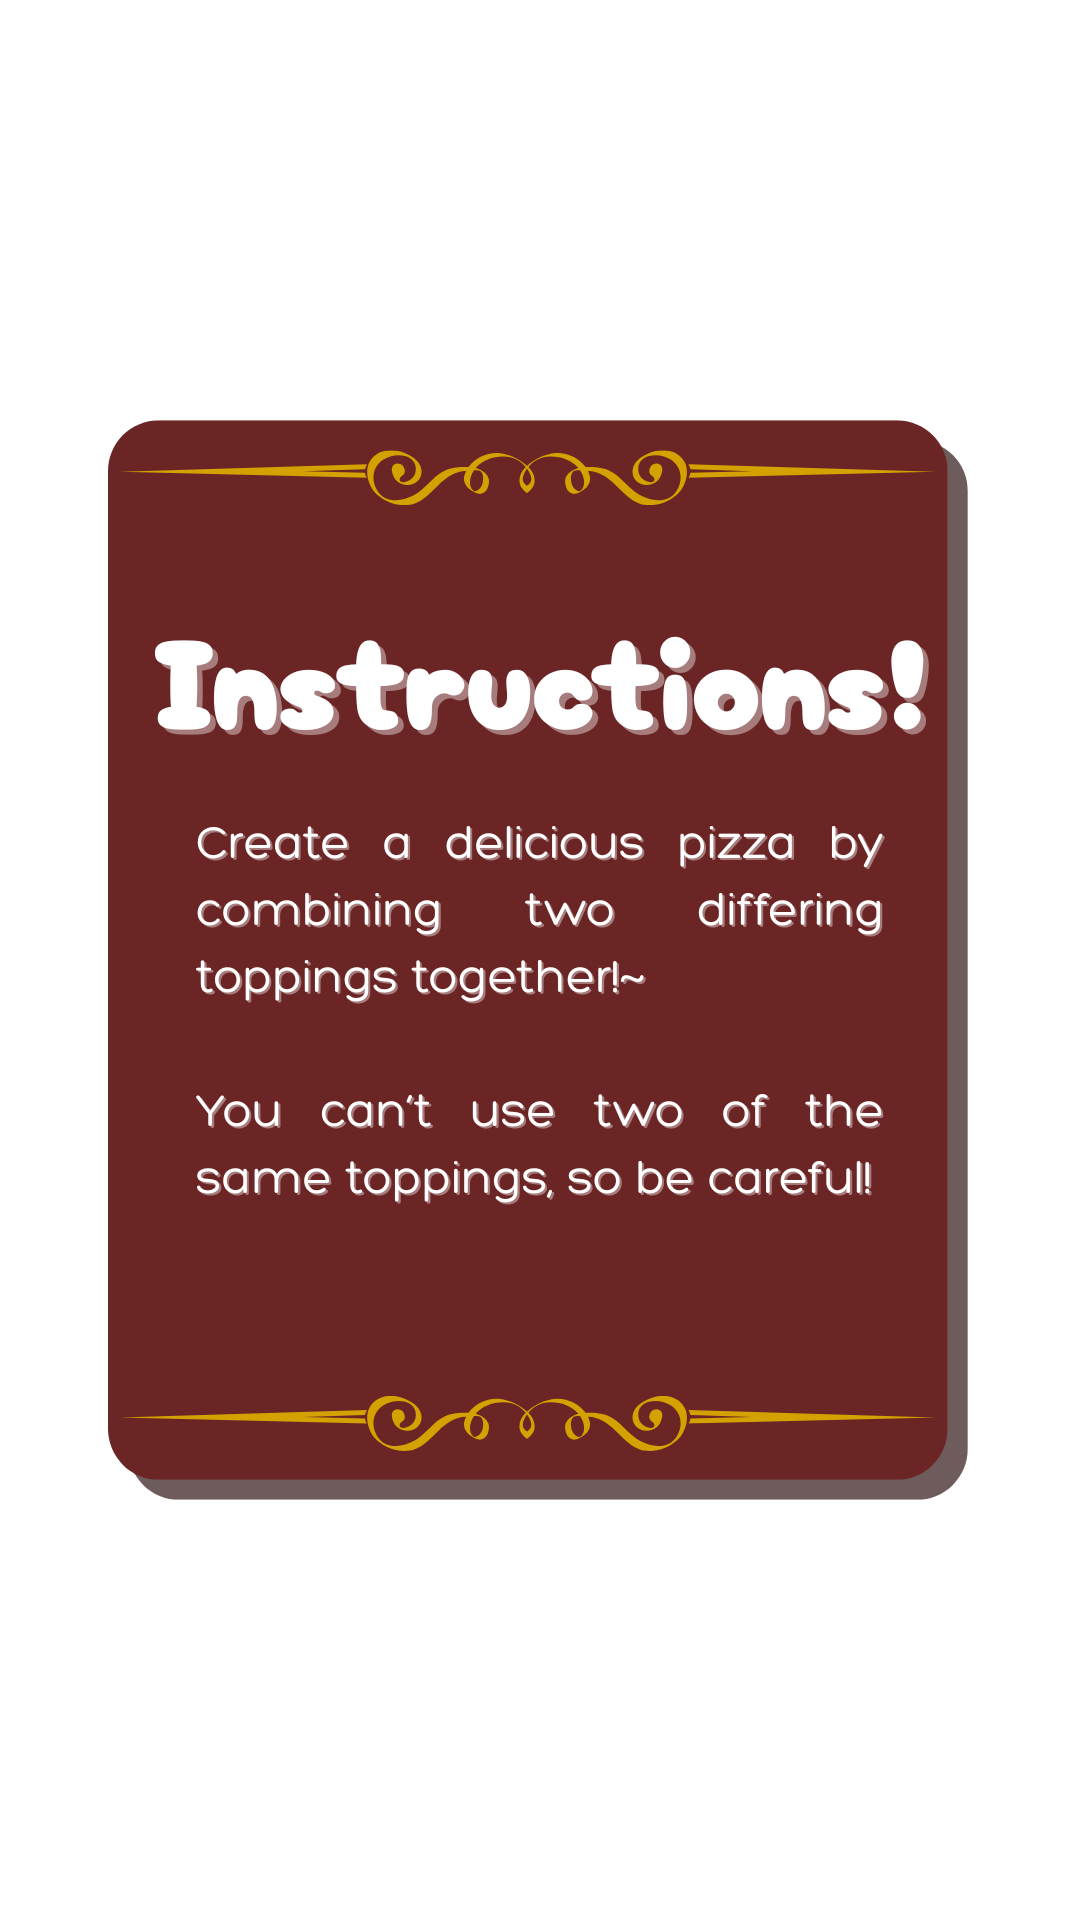 Instructions!
Create a delicious pizza by
combining two differing
toppings together!~
You can't use two of the
same toppings, so be careful!